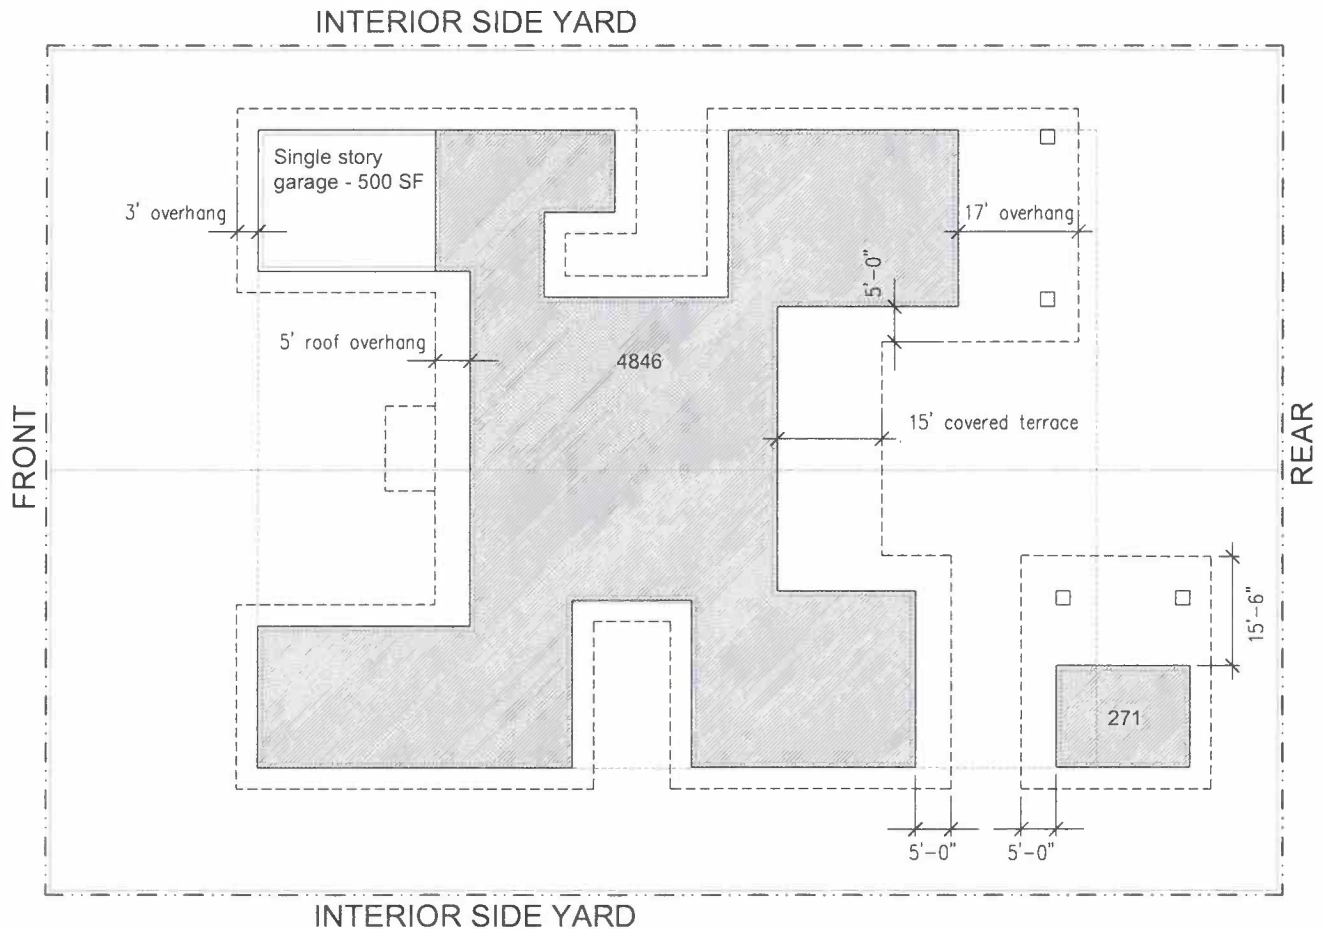 INTERIOR SIDE YARD
Single story
garage - 500 SF
3' overhang
17' overhang
5'-0"
5' roof overhang
4846
15' covered terrace
FRONT
REAR
15'-6"
271
5'-0"
5'-0"
INTERIOR SIDE YARD